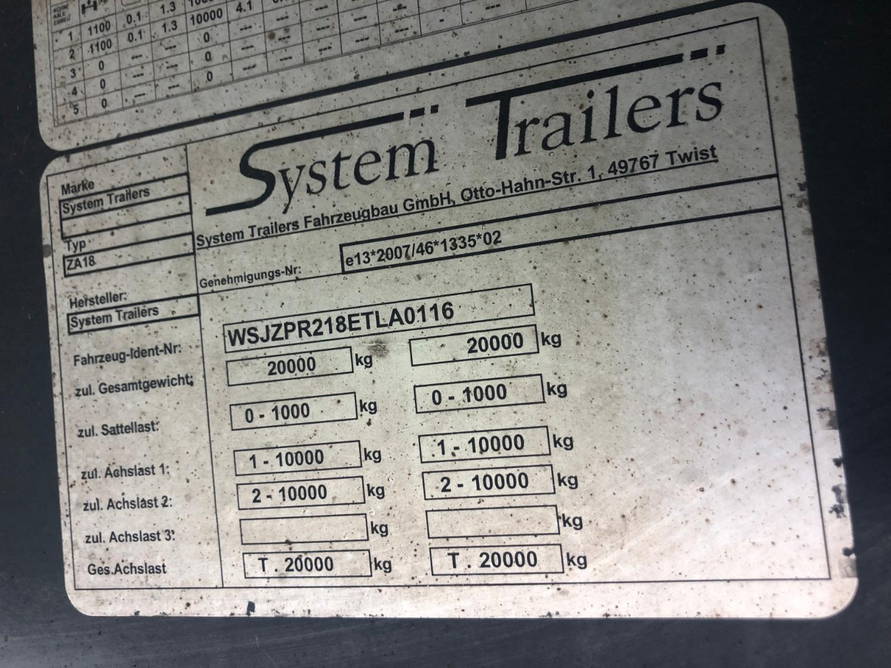 1 1100 0.1 1.3
2 1100 0.1 1.3 10000 4.1
3 0 --- --- 0
4 0 --- --- 0
5 0 --- --- 0
System Trailers
System Trailers Fahrzeugbau GmbH, Otto-Hahn-Str. 1, 49767 Twist
Marke
System Trailers
Typ
ZA18
Genehmigungs-Nr: e13*2007/46*1335*02
Hersteller:
System Trailers
Fahrzeug-Ident-Nr: WSJZPR218ETLA0116
zul. Gesamtgewicht: 20000 kg 20000 kg
zul. Sattellast: 0 - 1000 kg 0 - 1000 kg
zul. Achslast 1: 1 - 10000 kg 1 - 10000 kg
zul. Achslast 2: 2 - 10000 kg 2 - 10000 kg
zul. Achslast 3: kg kg
Ges.Achslast T . 20000 kg T . 20000 kg